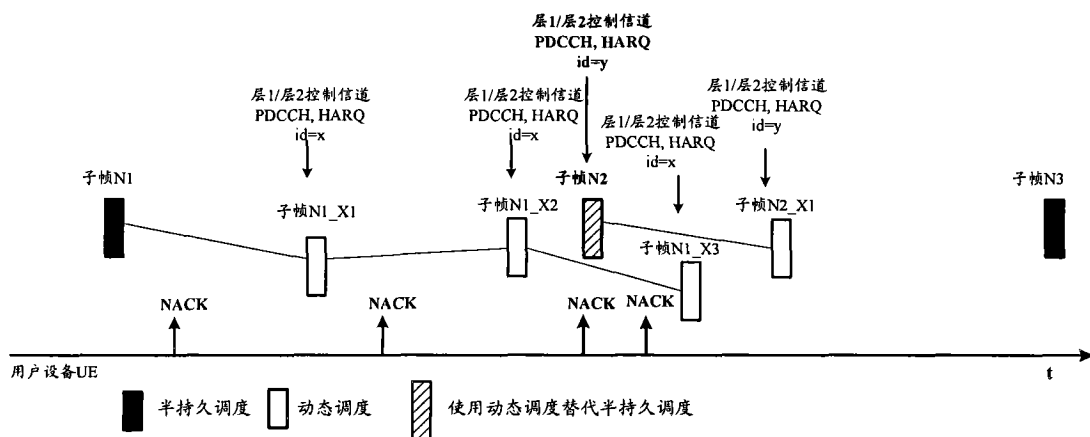 层1/层2控制信道
PDCCH, HARQ
id=y
层1/层2控制信道
PDCCH, HARQ
id=x
层1/层2控制信道
PDCCH, HARQ
id=x
层1/层2控制信道
PDCCH, HARQ
id=x
层1/层2控制信道
PDCCH, HARQ
id=y
子帧N1
子帧N1_X1
子帧N1_X2
子帧N2
子帧N1_X3
子帧N2_X1
子帧N3
NACK
NACK
NACK
NACK
用户设备UE
t
半持久调度
动态调度
使用动态调度替代半持久调度